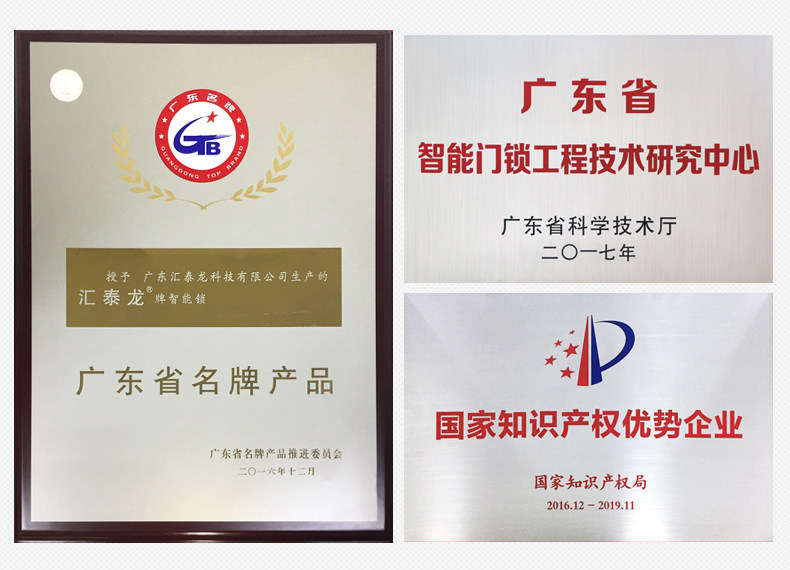 广东名牌
GTB
GUANGDONG TOP BRAND
授予 广东汇泰龙科技有限公司生产的
汇泰龙®牌智能锁
广东省名牌产品
广东省名牌产品推进委员会
二〇一六年十二月
广东省
智能门锁工程技术研究中心
广东省科学技术厅
二〇一七年
国家知识产权优势企业
国家知识产权局
2016.12 – 2019.11